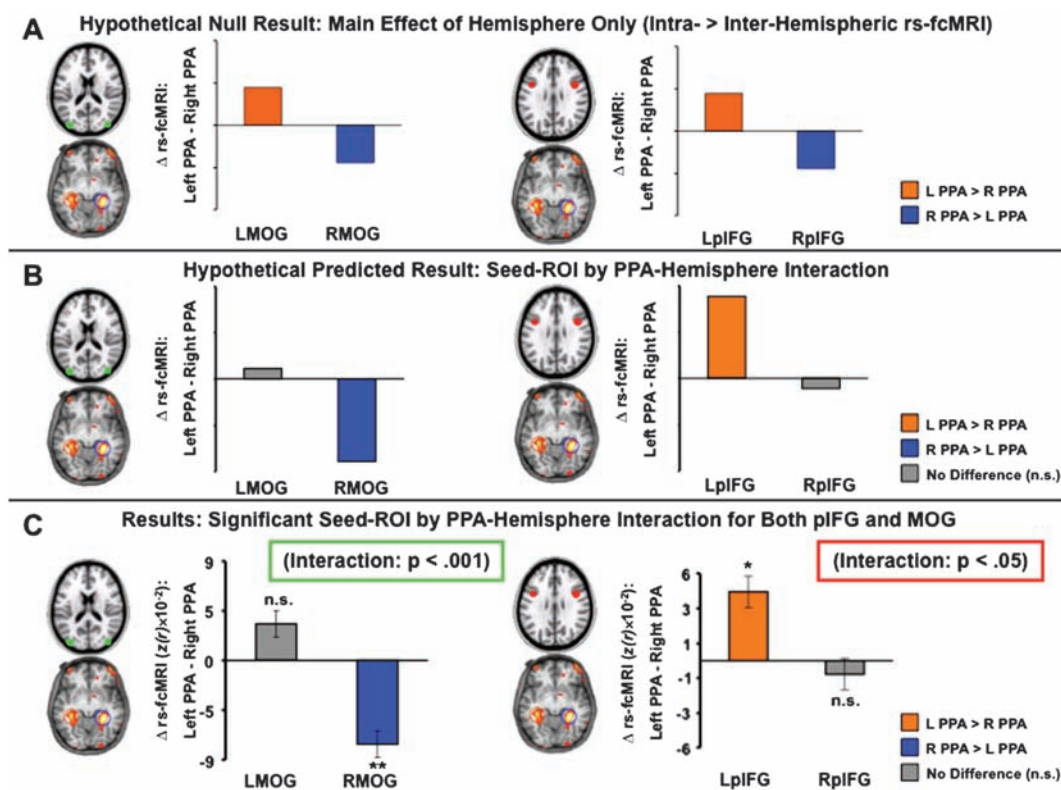 A
Hypothetical Null Result: Main Effect of Hemisphere Only (Intra- > Inter-Hemispheric rs-fcMRI)
Δ rs-fcMRI:
Left PPA - Right PPA
LMOG
RMOG
Δ rs-fcMRI:
Left PPA - Right PPA
LpIFG
RpIFG
L PPA > R PPA
R PPA > L PPA
B
Hypothetical Predicted Result: Seed-ROI by PPA-Hemisphere Interaction
Δ rs-fcMRI:
Left PPA - Right PPA
LMOG
RMOG
Δ rs-fcMRI:
Left PPA - Right PPA
LpIFG
RpIFG
L PPA > R PPA
R PPA > L PPA
No Difference (n.s.)
C
Results: Significant Seed-ROI by PPA-Hemisphere Interaction for Both pIFG and MOG
Δ rs-fcMRI (z(r)×10⁻²):
Left PPA - Right PPA
9
5
0
-5
-9
(Interaction: p < .001)
n.s.
**
LMOG
RMOG
Δ rs-fcMRI (z(r)×10⁻²):
Left PPA - Right PPA
6
3
1
-1
-3
-6
(Interaction: p < .05)
*
n.s.
LpIFG
RpIFG
L PPA > R PPA
R PPA > L PPA
No Difference (n.s.)